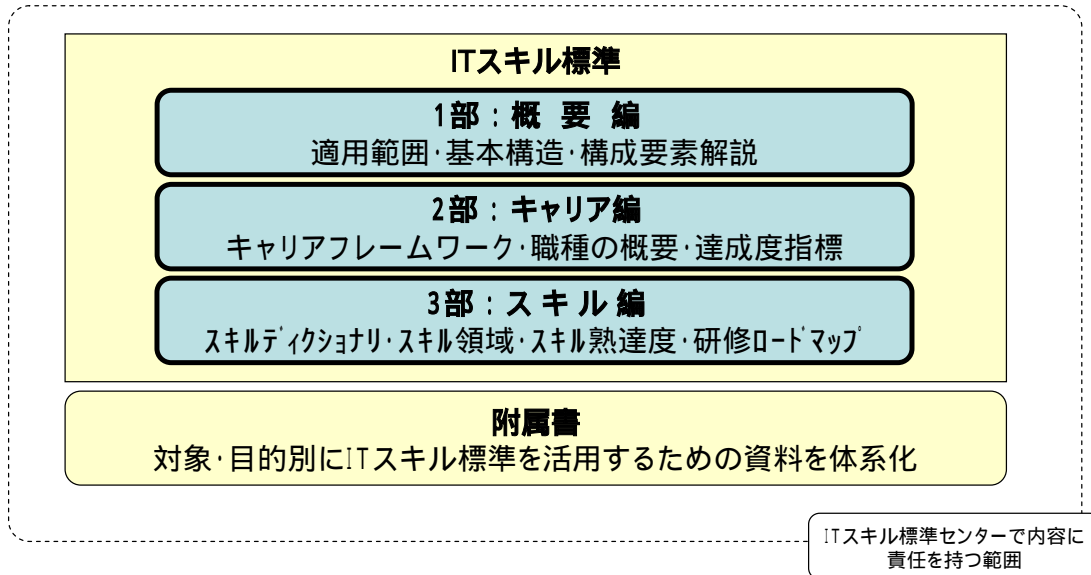 ITスキル標準
1部：概 要 編
適用範囲･基本構造･構成要素解説
2部：キャリア編
キャリアフレームワーク･職種の概要･達成度指標
3部：ス キ ル 編
ｽｷﾙﾃﾞｨｸｼｮﾅﾘ･ｽｷﾙ領域･ｽｷﾙ熟達度･研修ﾛｰﾄﾞﾏｯﾌﾟ
附属書
対象･目的別にITスキル標準を活用するための資料を体系化
ITスキル標準センターで内容に
責任を持つ範囲